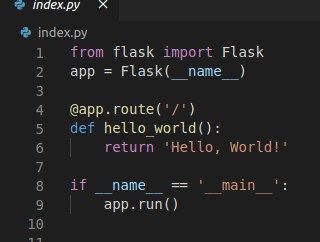 index.py ×
index.py
1 from flask import Flask
2 app = Flask(__name__)
3
4 @app.route('/')
5 def hello_world():
6     return 'Hello, World!'
7
8 if __name__ == '__main__':
9     app.run()
10